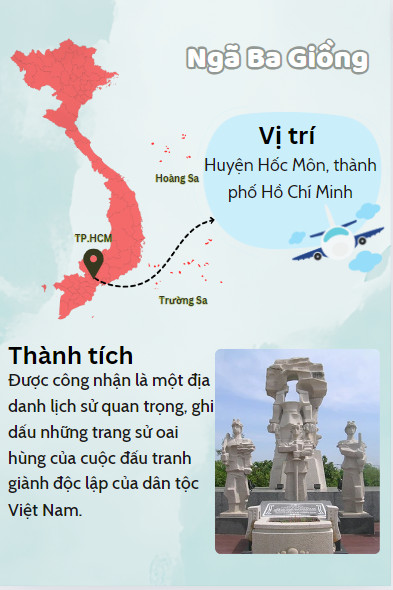 Ngã Ba Giồng
Vị trí
Huyện Hốc Môn, thành
phố Hồ Chí Minh
Hoàng Sa
TP.HCM
Trường Sa
Thành tích
Được công nhận là một địa
danh lịch sử quan trọng, ghi
dấu những trang sử oai
hùng của cuộc đấu tranh
giành độc lập của dân tộc
Việt Nam.